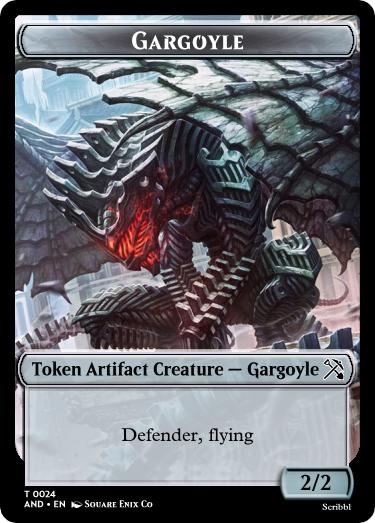 Gargoyle
Token Artifact Creature — Gargoyle
Defender, flying
2/2
T 0024
AND • EN Square Enix Co
Scribbl